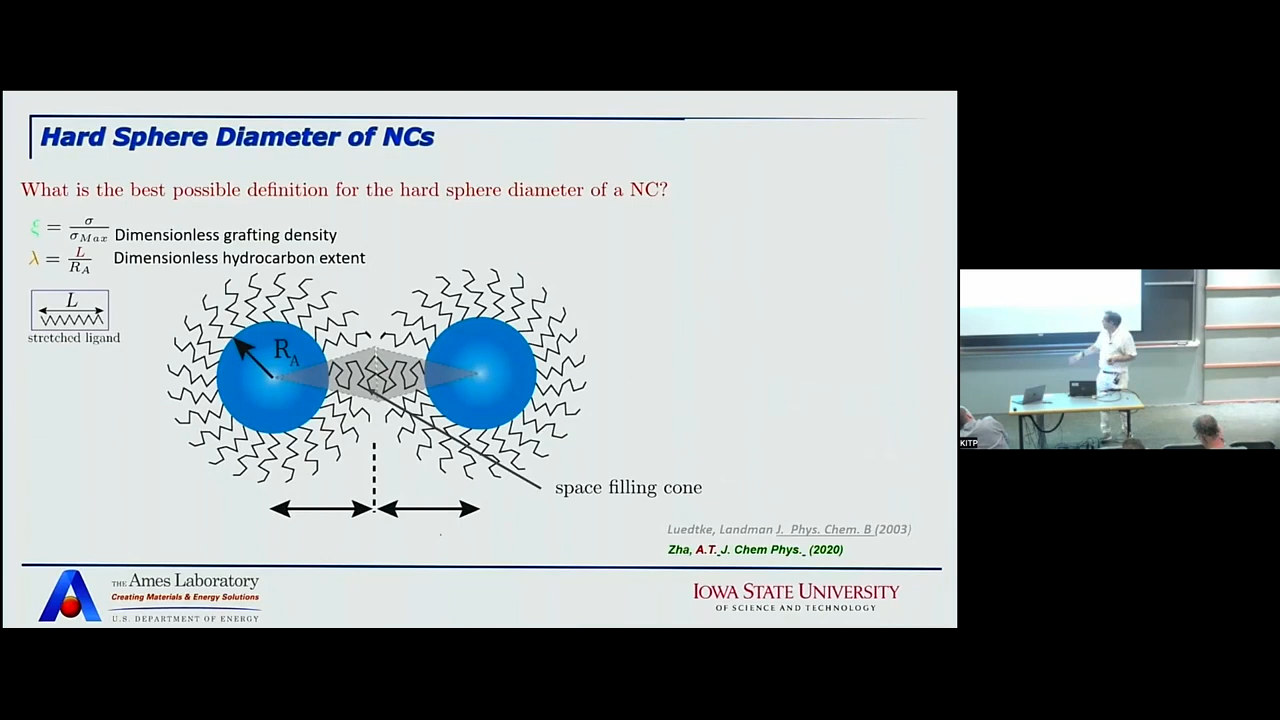 Hard Sphere Diameter of NCs
What is the best possible definition for the hard sphere diameter of a NC?
ξ = σ/σMax Dimensionless grafting density
λ = L/RA Dimensionless hydrocarbon extent
L
stretched ligand
RA
space filling cone
Luedtke, Landman J. Phys. Chem. B (2003)
Zha, A.T. J. Chem Phys. (2020)
THE Ames Laboratory
Creating Materials & Energy Solutions
U.S. DEPARTMENT OF ENERGY
IOWA STATE UNIVERSITY
OF SCIENCE AND TECHNOLOGY
KITP